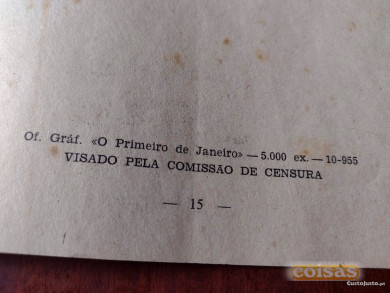 Of. Gráf. «O Primeiro de Janeiro» — 5.000 ex. — 10-955
VISADO PELA COMISSÃO DE CENSURA
— 15 —
coisas
CustoJusto.pt